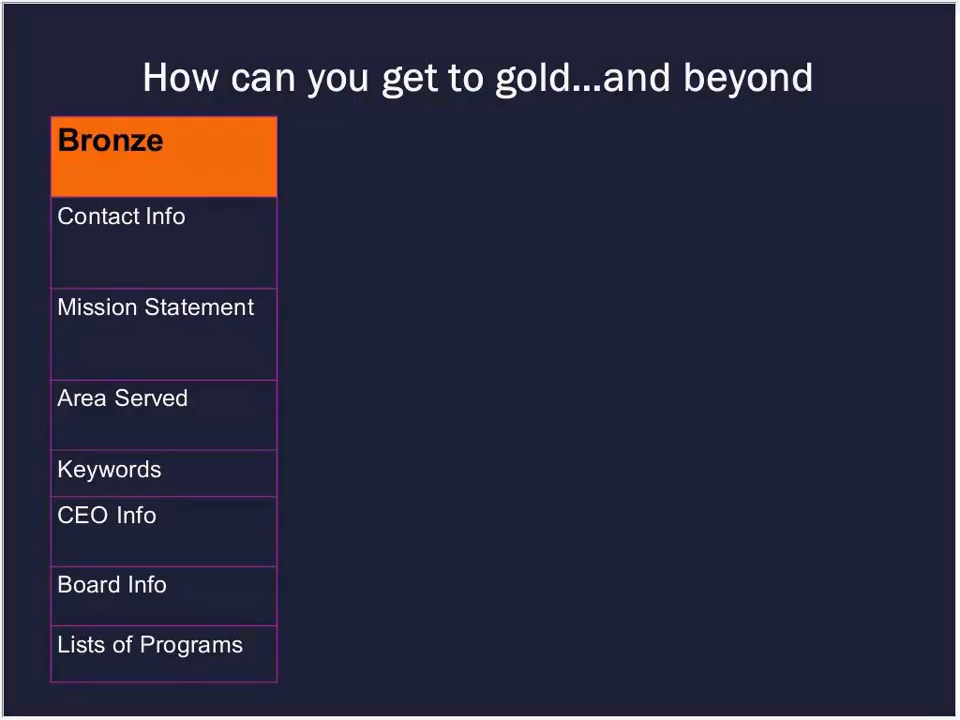 How can you get to gold...and beyond
Bronze
Contact Info
Mission Statement
Area Served
Keywords
CEO Info
Board Info
Lists of Programs